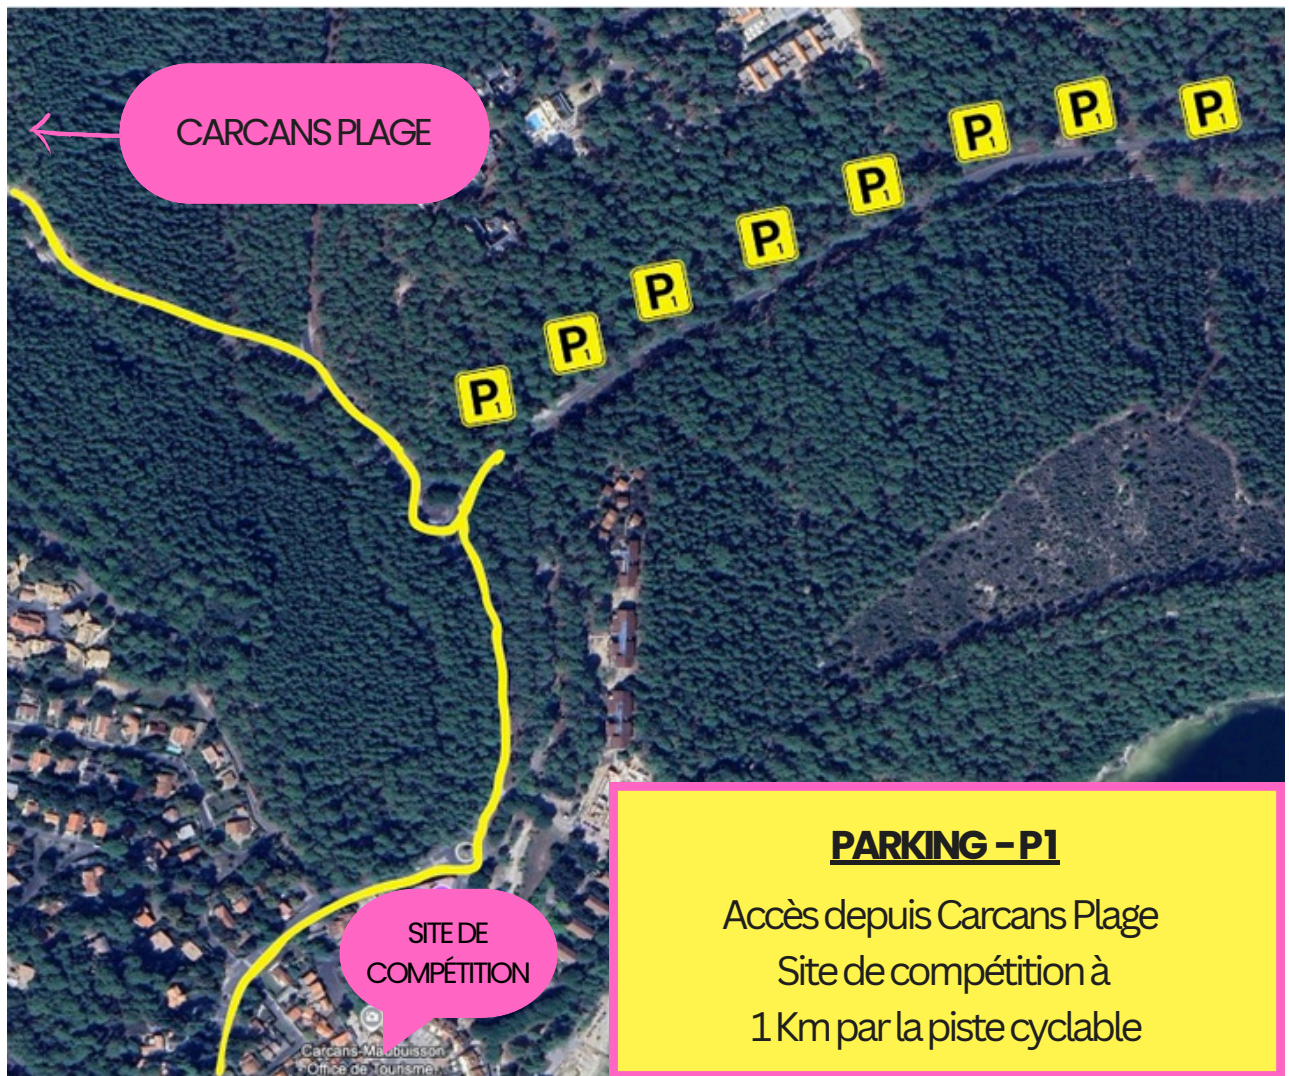 CARCANS PLAGE
P1
P1
P1
P1
P1
P1
P1
P1
PARKING - P1
Accès depuis Carcans Plage
Site de compétition à
1 Km par la piste cyclable
SITE DE
COMPÉTITION
Carcans-Maubuisson
Office de Tourisme...